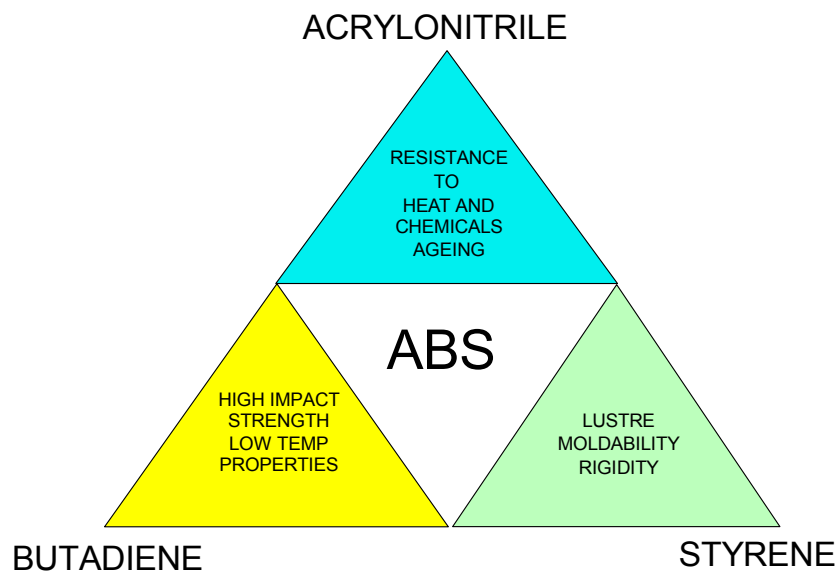 ACRYLONITRILE
RESISTANCE
TO
HEAT AND
CHEMICALS
AGEING
ABS
HIGH IMPACT
STRENGTH
LOW TEMP
PROPERTIES
LUSTRE
MOLDABILITY
RIGIDITY
BUTADIENE
STYRENE